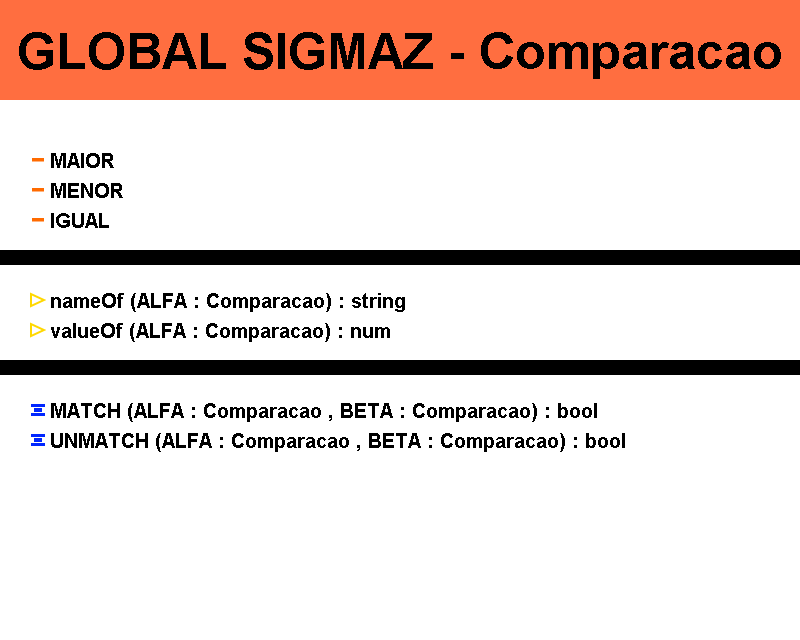 GLOBAL SIGMAZ - Comparacao
MAIOR
MENOR
IGUAL
nameOf (ALFA : Comparacao) : string
valueOf (ALFA : Comparacao) : num
MATCH (ALFA : Comparacao , BETA : Comparacao) : bool
UNMATCH (ALFA : Comparacao , BETA : Comparacao) : bool